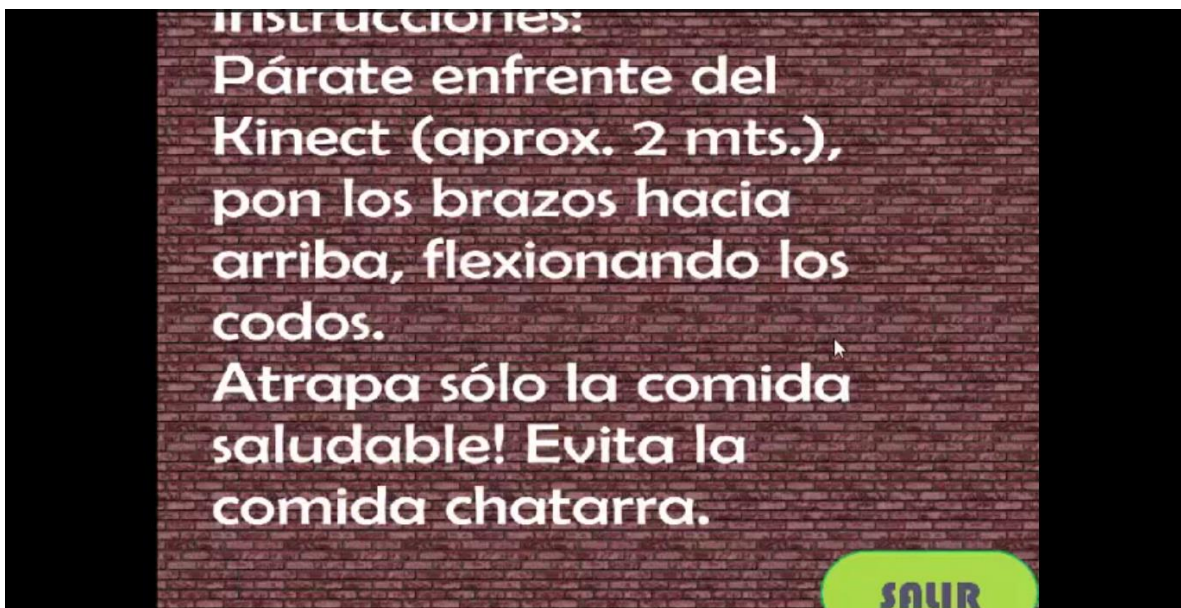 Instrucciones:
Párate enfrente del
Kinect (aprox. 2 mts.),
pon los brazos hacia
arriba, flexionando los
codos.
Atrapa sólo la comida
saludable! Evita la
comida chatarra.
SALIR